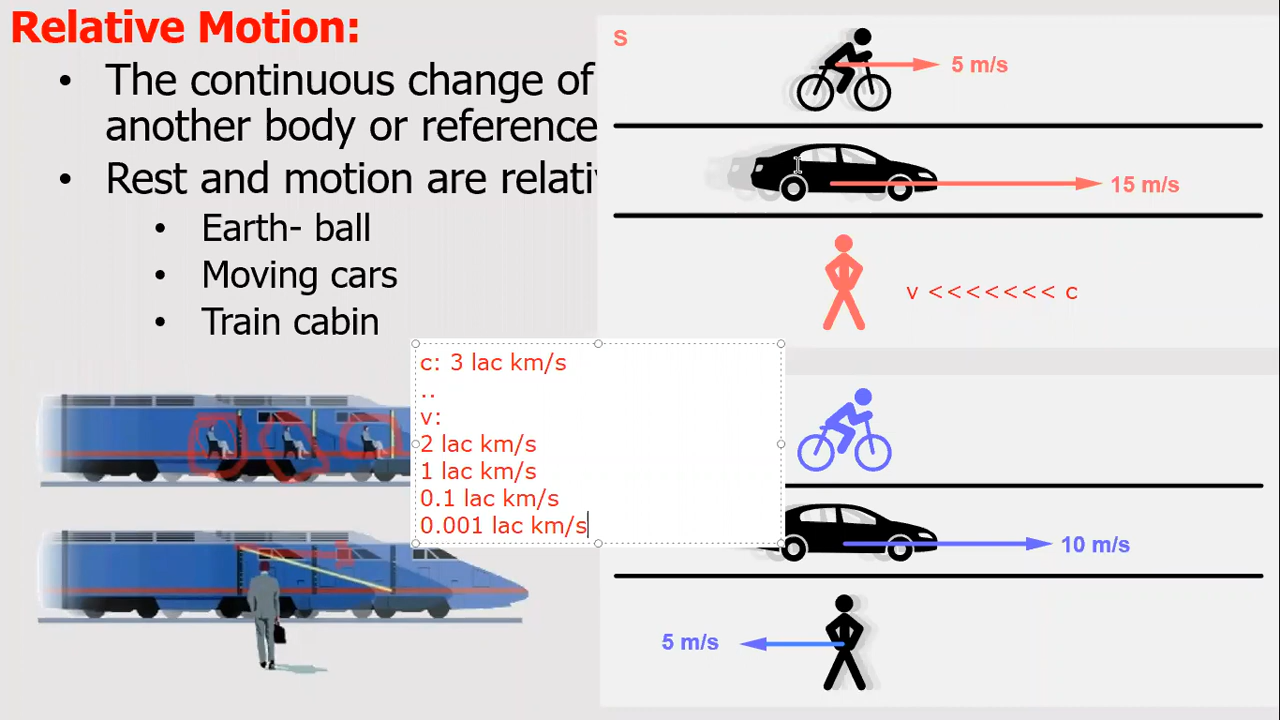 Relative Motion:
• The continuous change of
another body or reference
• Rest and motion are relativ
• Earth- ball
• Moving cars
• Train cabin
c: 3 lac km/s
..
v:
2 lac km/s
1 lac km/s
0.1 lac km/s
0.001 lac km/s
S
5 m/s
15 m/s
v <<<<<<< c
10 m/s
5 m/s